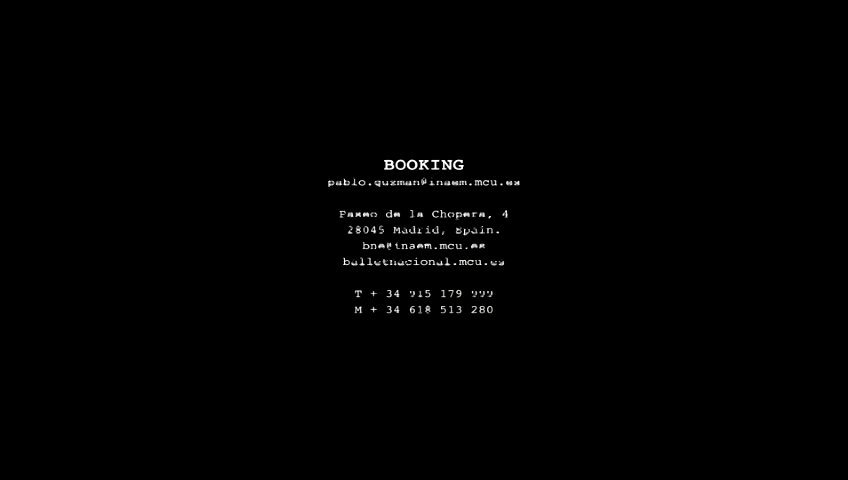 BOOKING
pablo.guzman@inaem.mcu.es
Paseo de la Chopera, 4
28045 Madrid, Spain.
bne@inaem.mcu.es
balletnacional.mcu.es
T + 34 915 179 999
M + 34 618 513 280